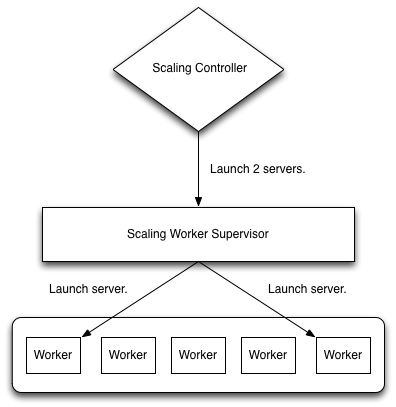 Scaling Controller
Launch 2 servers.
Scaling Worker Supervisor
Launch server. Launch server.
Worker Worker Worker Worker Worker